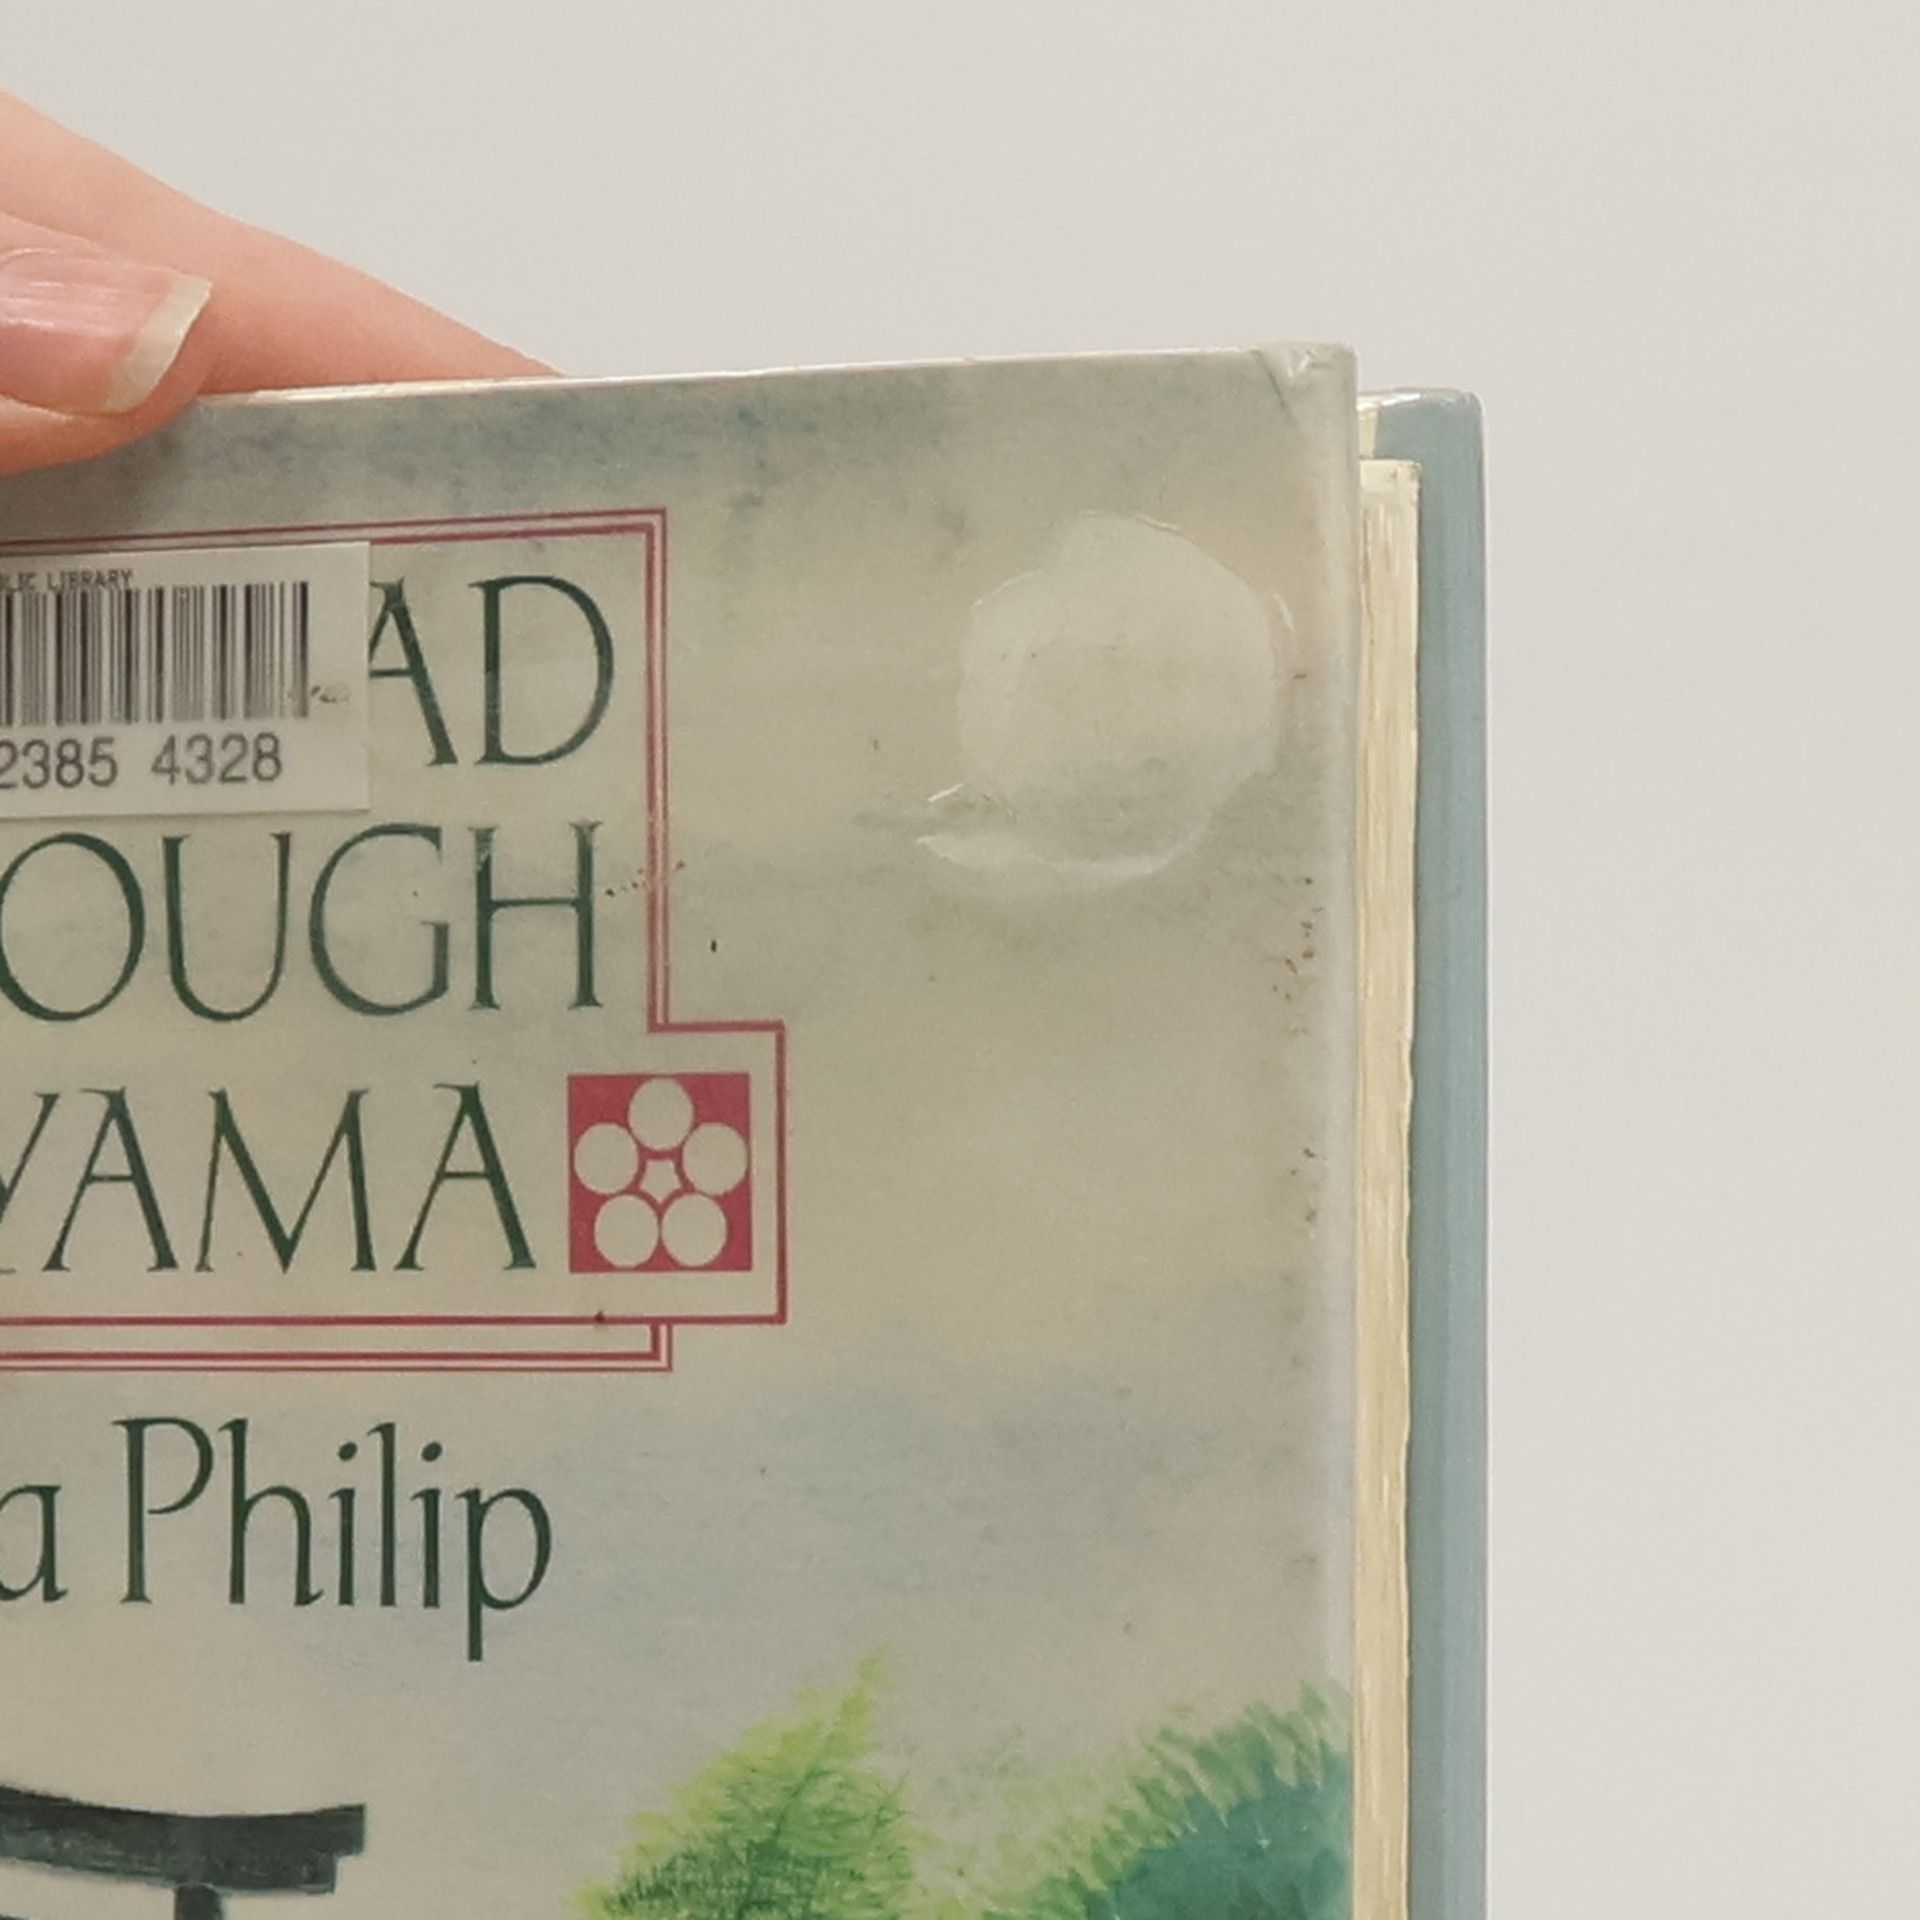 LIC LIBRARY
AD
2385 4328
OUGH
YAMA
a Philip